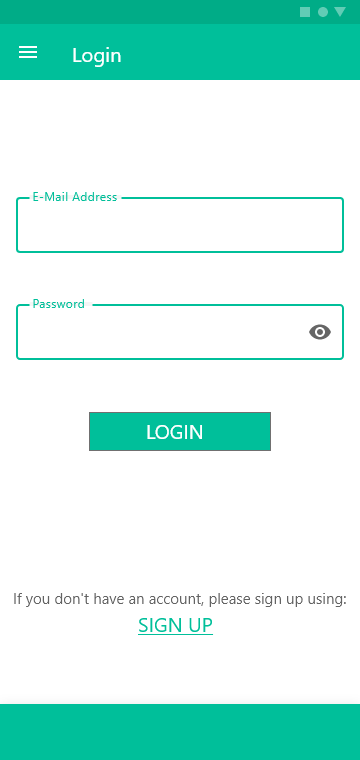 Login
E-Mail Address
Password
LOGIN
If you don't have an account, please sign up using:
SIGN UP